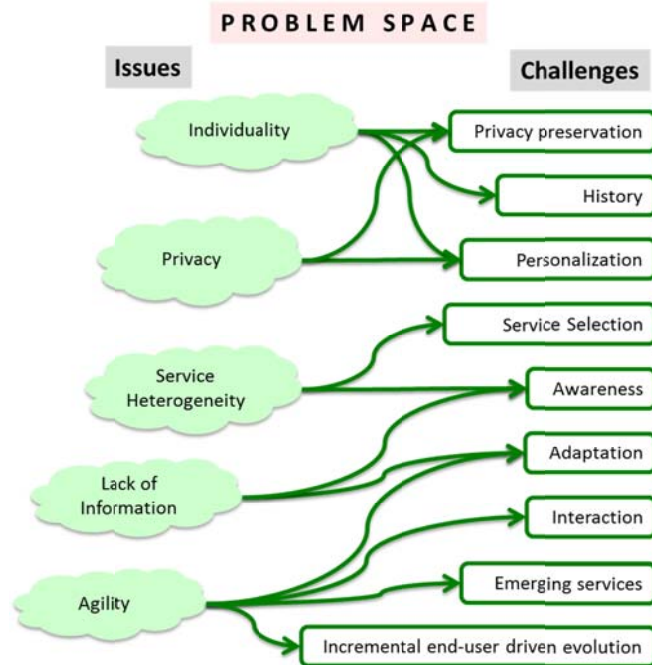 PROBLEM SPACE
Issues
Challenges
Individuality
Privacy preservation
History
Privacy
Personalization
Service Selection
Service
Heterogeneity
Awareness
Lack of
Information
Adaptation
Interaction
Agility
Emerging services
Incremental end-user driven evolution